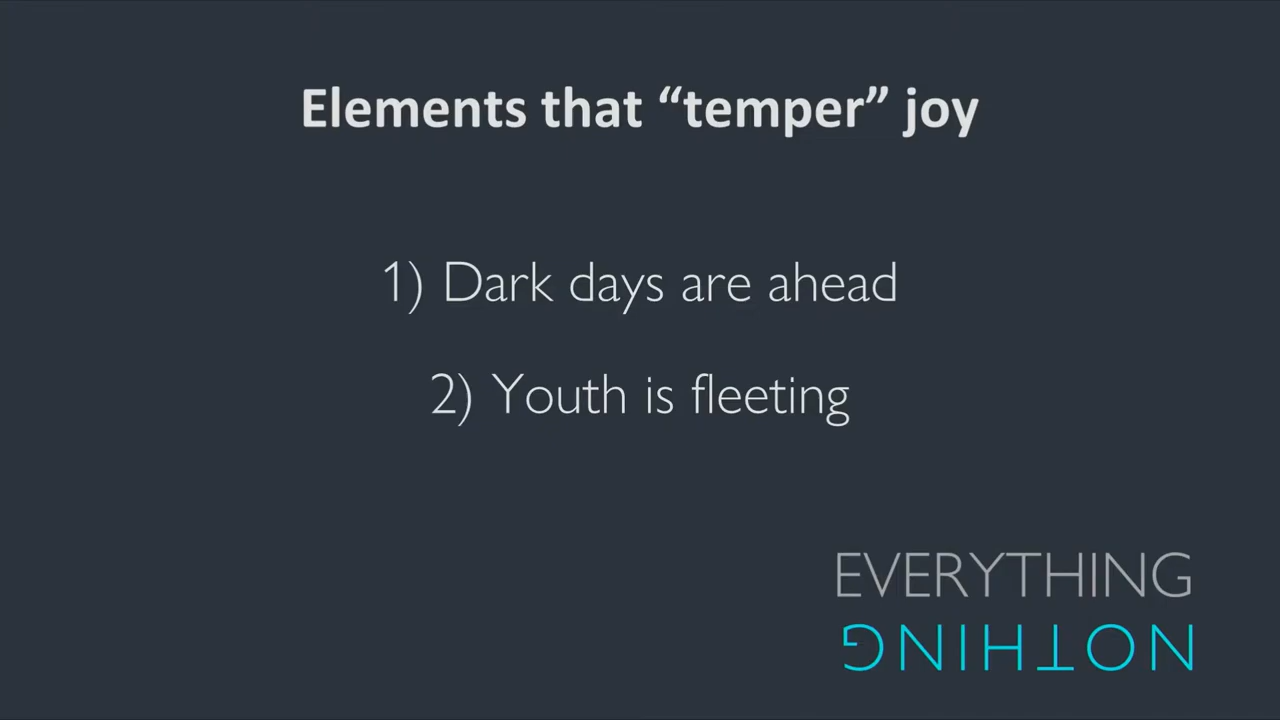 Elements that “temper” joy
1) Dark days are ahead
2) Youth is fleeting
EVERYTHING
NOTHING